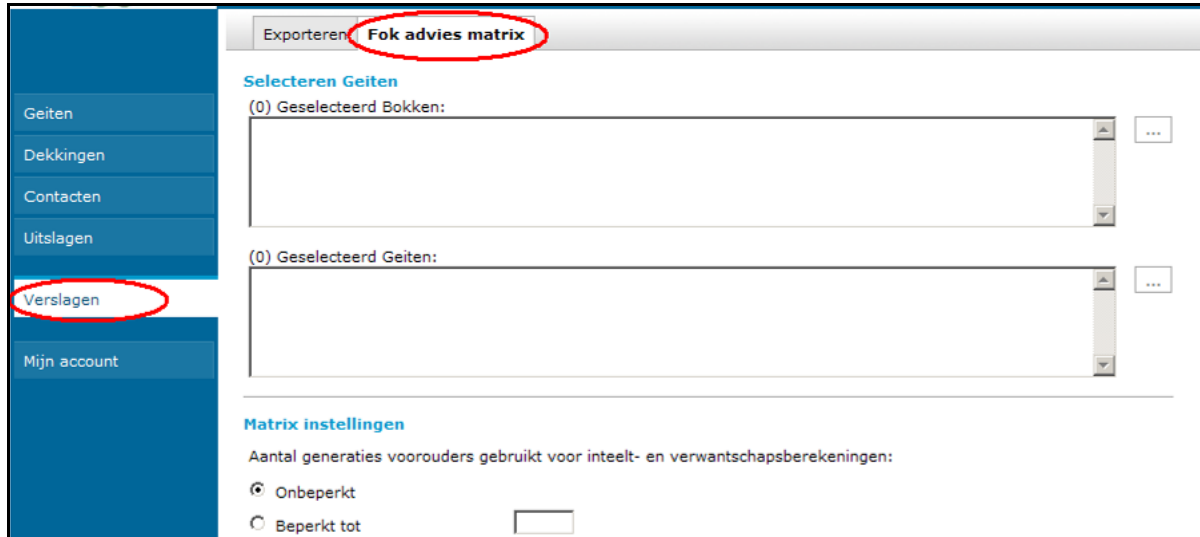 Exporteren
Fok advies matrix
Geiten
Dekkingen
Contacten
Uitslagen
Verslagen
Mijn account
Selecteren Geiten
(0) Geselecteerd Bokken:
...
(0) Geselecteerd Geiten:
...
Matrix instellingen
Aantal generaties voorouders gebruikt voor inteelt- en verwantschapsberekeningen:
Onbeperkt
Beperkt tot